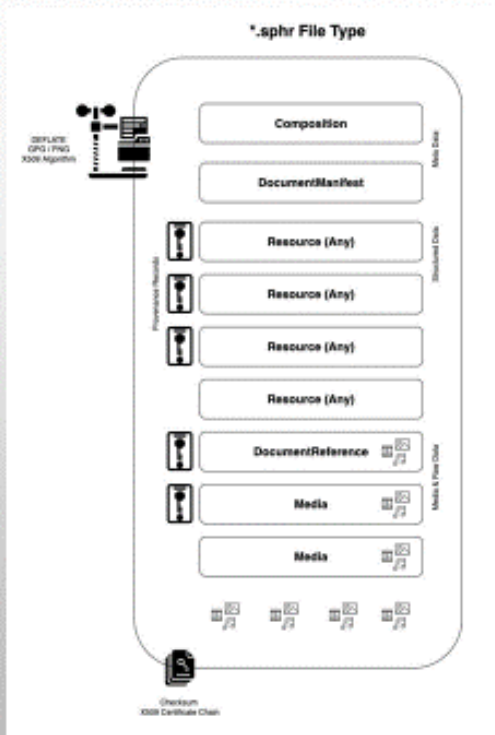 *.sphr File Type
DEFLATE
GPG / PNG
X509 Algorithm
Composition
Meta Data
DocumentManifest
Resource (Any)
Structured Data
Provenance Records
Resource (Any)
Resource (Any)
Resource (Any)
DocumentReference
Media & Raw Data
Media
Media
Checksum
X509 Certificate Chain